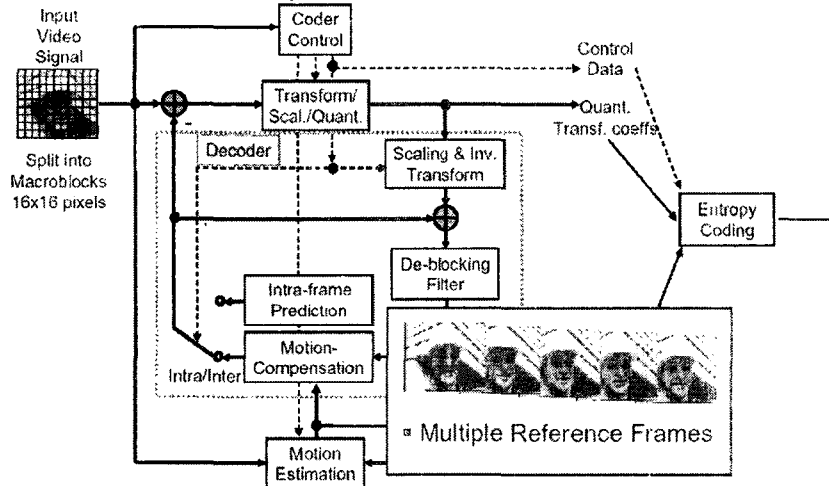 Input
Video
Signal
Coder
Control
Control
Data
Transform/
Scal./Quant.
Quant.
Transf. coeffs
Split into
Macroblocks
16x16 pixels
Decoder
Scaling & Inv.
Transform
Entropy
Coding
De-blocking
Filter
Intra-frame
Prediction
Motion-
Compensation
Intra/Inter
Multiple Reference Frames
Motion
Estimation